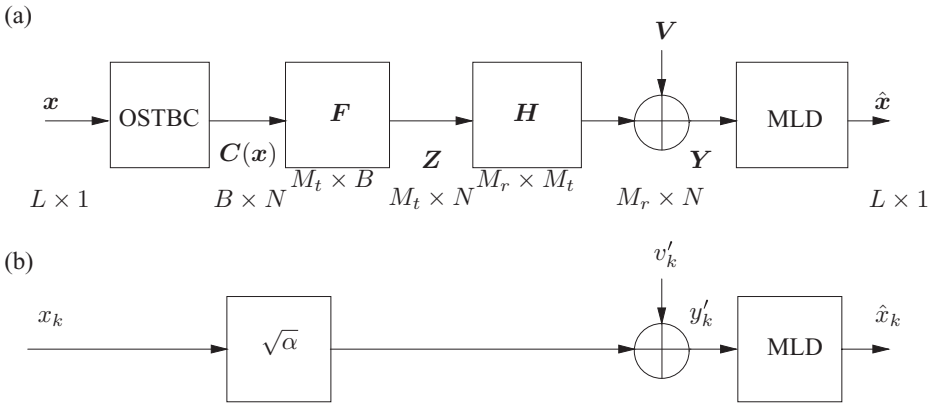 (a)
V
x OSTBC F H MLD x̂
C(x) Z Y
L × 1 B × N M_t × B M_t × N M_r × M_t M_r × N L × 1
(b)
v′_k
x_k √α y′_k MLD x̂_k